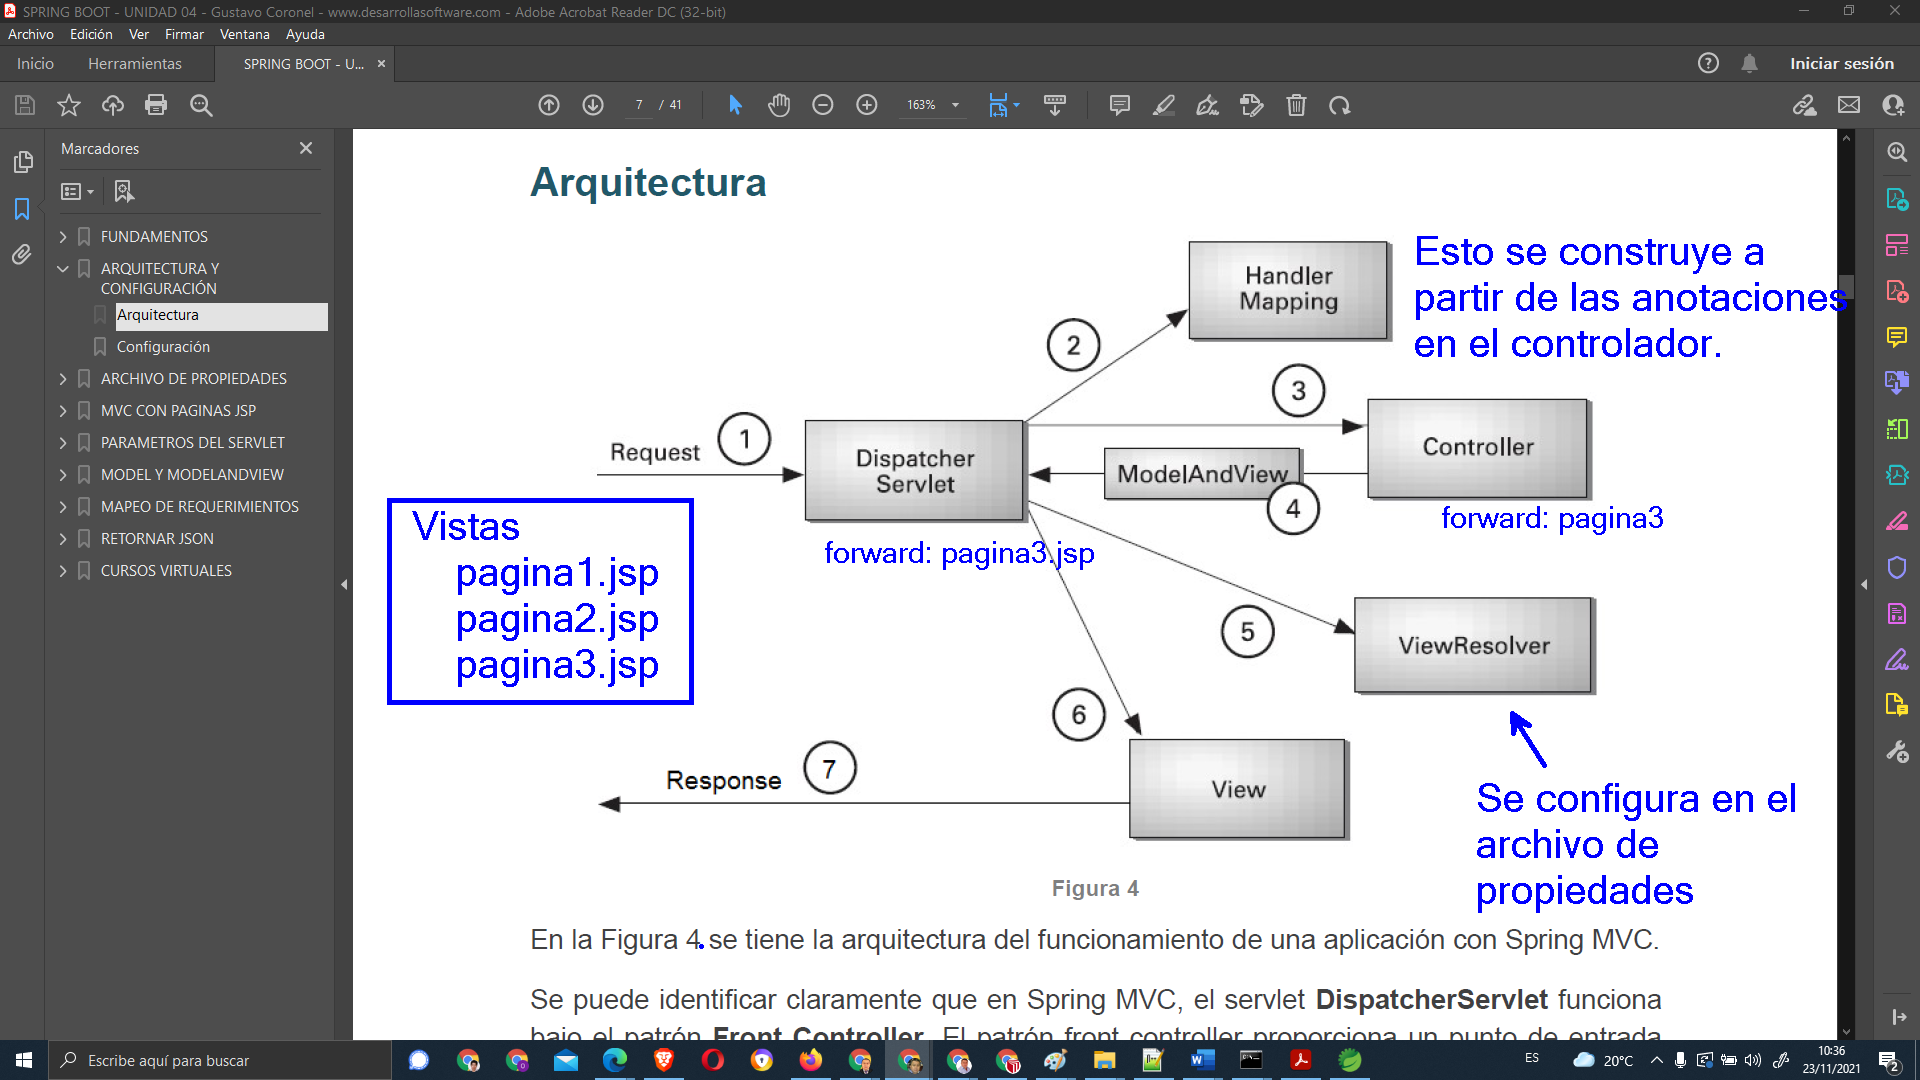 SPRING BOOT - UNIDAD 04 - Gustavo Coronel - www.desarrollasoftware.com - Adobe Acrobat Reader DC (32-bit)
Archivo Edición Ver Firmar Ventana Ayuda
Inicio Herramientas SPRING BOOT - U... × Iniciar sesión
7 / 41 163%
Marcadores
FUNDAMENTOS
ARQUITECTURA Y
CONFIGURACIÓN
Arquitectura
Configuración
ARCHIVO DE PROPIEDADES
MVC CON PAGINAS JSP
PARAMETROS DEL SERVLET
MODEL Y MODELANDVIEW
MAPEO DE REQUERIMIENTOS
RETORNAR JSON
CURSOS VIRTUALES
Arquitectura
Handler
Mapping
Esto se construye a
partir de las anotaciones
en el controlador.
2
3
Request
1
Dispatcher
Servlet
ModelAndView
4
Controller
forward: pagina3
forward: pagina3.jsp
Vistas
pagina1.jsp
pagina2.jsp
pagina3.jsp
5
ViewResolver
6
Response
7
View
Se configura en el
archivo de
propiedades
Figura 4
En la Figura 4 se tiene la arquitectura del funcionamiento de una aplicación con Spring MVC.
Se puede identificar claramente que en Spring MVC, el servlet DispatcherServlet funciona
bajo el patrón Front Controller. El patrón front controller proporciona un punto de entrada
Escribe aquí para buscar
ES
20°C
10:36
23/11/2021
2